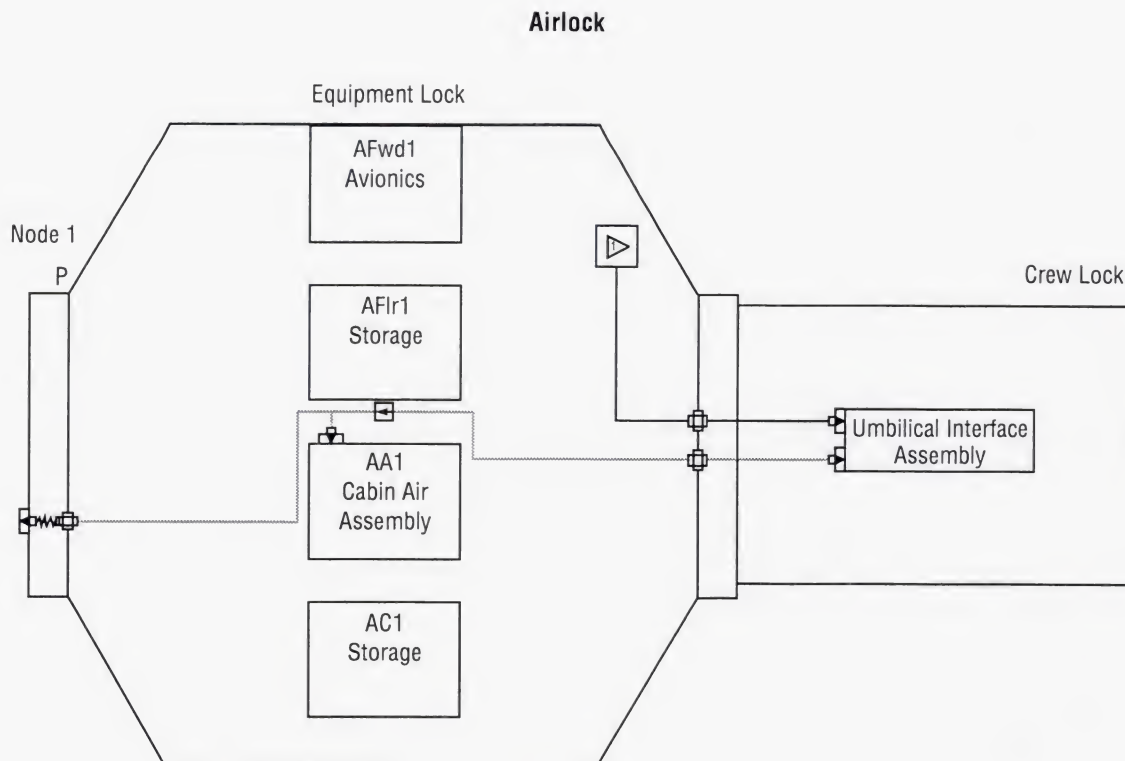 Airlock
Equipment Lock
AFwd1
Avionics
Node 1
P
1
Crew Lock
AFlr1
Storage
Umbilical Interface
Assembly
AA1
Cabin Air
Assembly
AC1
Storage